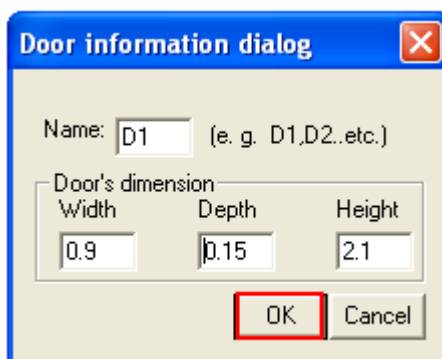 Door information dialog
Name: D1 (e. g. D1,D2..etc.)
Door's dimension
Width Depth Height
0.9 0.15 2.1
OK Cancel